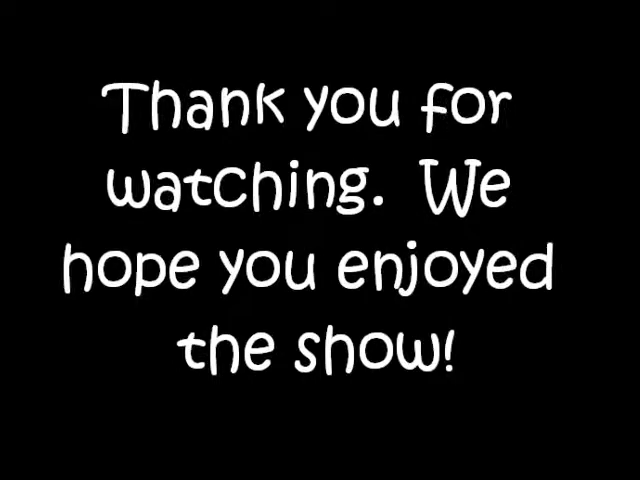 Thank you for
watching.  We
hope you enjoyed
the show!